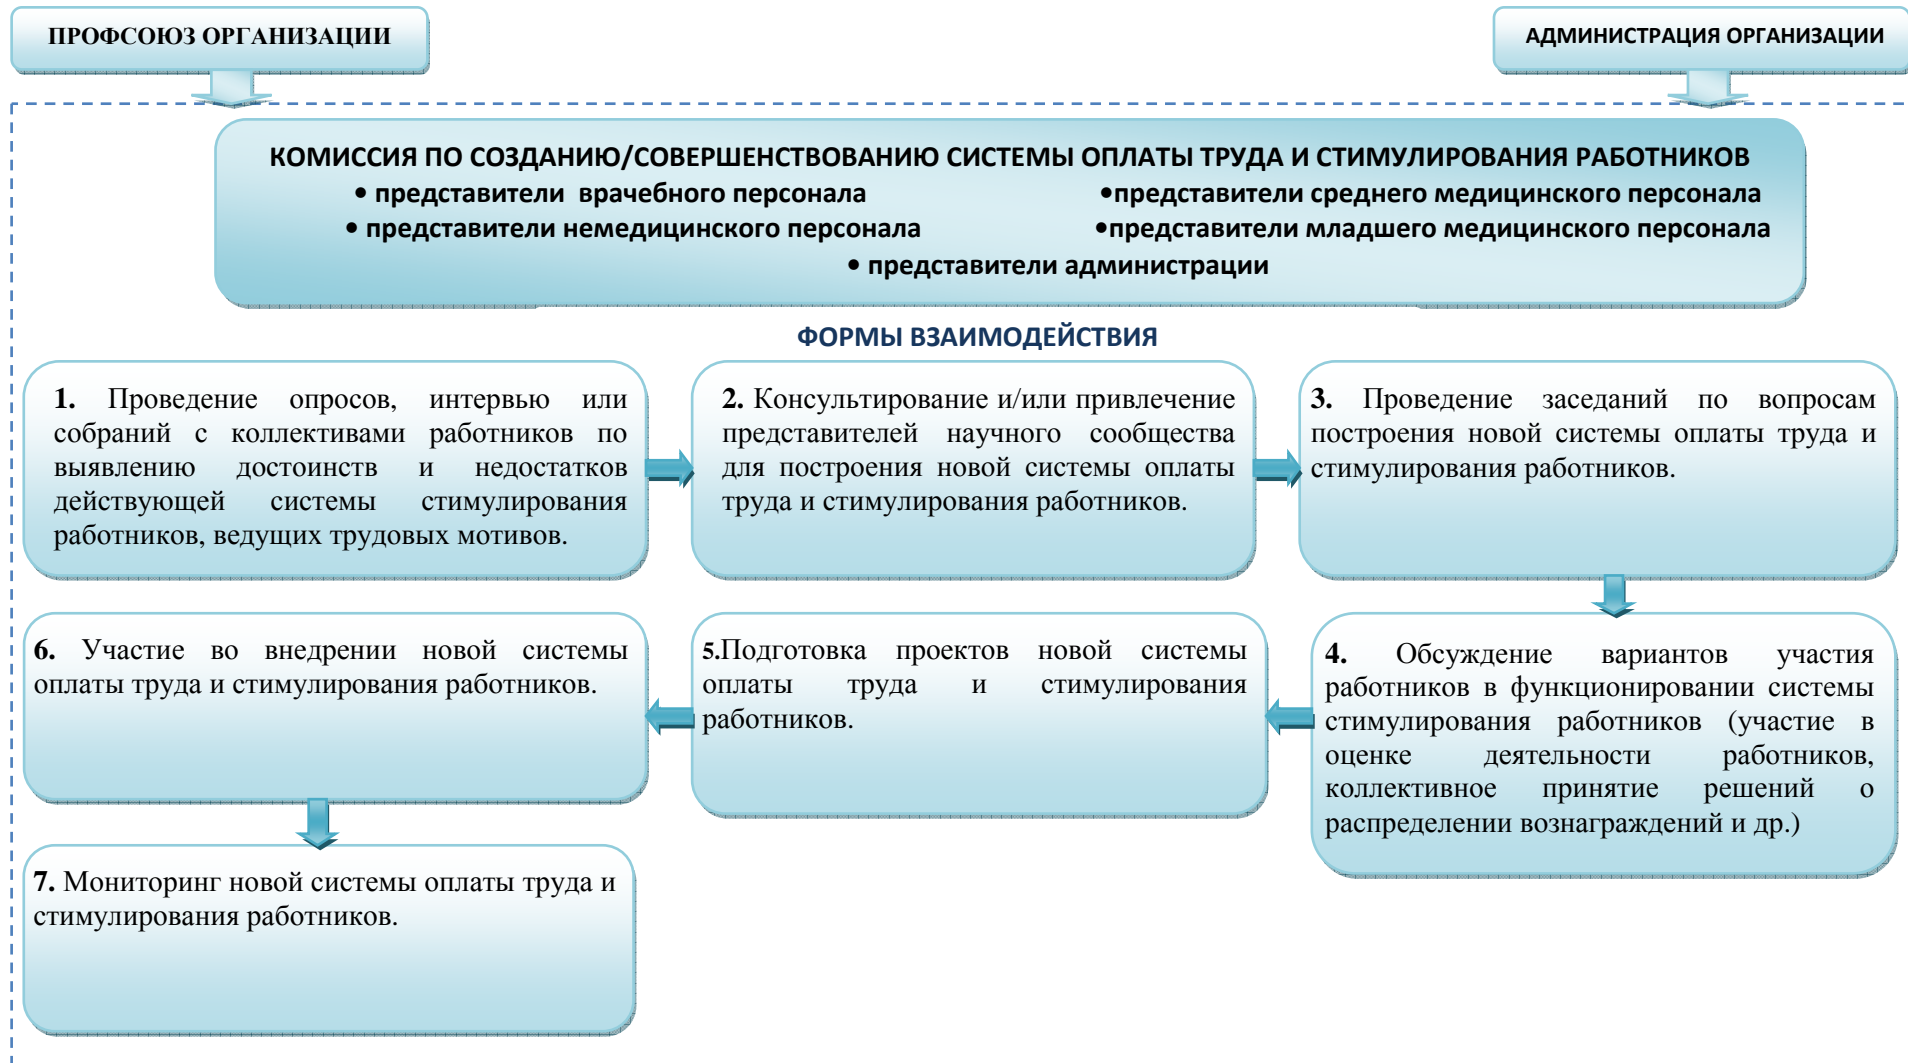 ПРОФСОЮЗ ОРГАНИЗАЦИИ
АДМИНИСТРАЦИЯ ОРГАНИЗАЦИИ
КОМИССИЯ ПО СОЗДАНИЮ/СОВЕРШЕНСТВОВАНИЮ СИСТЕМЫ ОПЛАТЫ ТРУДА И СТИМУЛИРОВАНИЯ РАБОТНИКОВ
• представители врачебного персонала •представители среднего медицинского персонала
• представители немедицинского персонала •представители младшего медицинского персонала
• представители администрации
ФОРМЫ ВЗАИМОДЕЙСТВИЯ
1. Проведение опросов, интервью или
собраний с коллективами работников по
выявлению достоинств и недостатков
действующей системы стимулирования
работников, ведущих трудовых мотивов.
2. Консультирование и/или привлечение
представителей научного сообщества
для построения новой системы оплаты
труда и стимулирования работников.
3. Проведение заседаний по вопросам
построения новой системы оплаты труда и
стимулирования работников.
4. Обсуждение вариантов участия
работников в функционировании системы
стимулирования работников (участие в
оценке деятельности работников,
коллективное принятие решений о
распределении вознаграждений и др.)
5.Подготовка проектов новой системы
оплаты труда и стимулирования
работников.
6. Участие во внедрении новой системы
оплаты труда и стимулирования работников.
7. Мониторинг новой системы оплаты труда и
стимулирования работников.